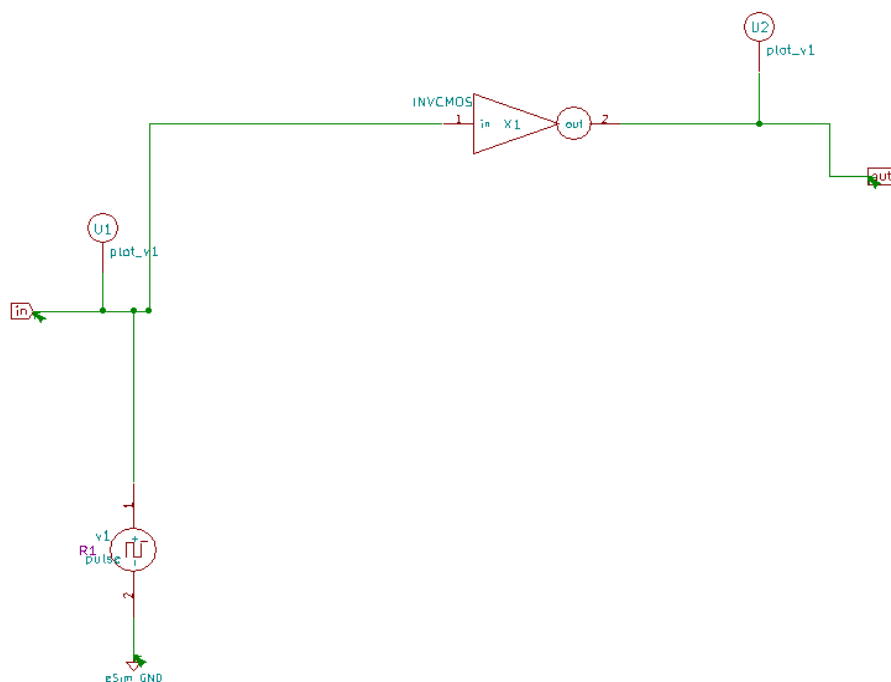 U2
plot_v1
INVCMOS
1
in
X1
out
2
out
U1
plot_v1
in
1
v1
R1
pulse
+
-
2
eSim_GND